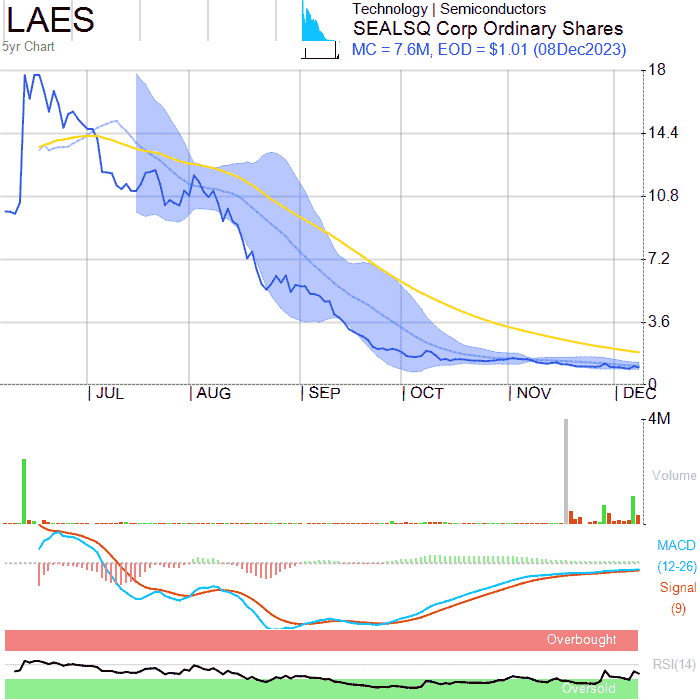 LAES
5yr Chart
Technology | Semiconductors
SEALSQ Corp Ordinary Shares
MC = 7.6M, EOD = $1.01 (08Dec2023)
18
14.4
10.8
7.2
3.6
0
JUL
AUG
SEP
OCT
NOV
DEC
4M
Volume
MACD
(12-26)
Signal
(9)
Overbought
RSI(14)
Oversold